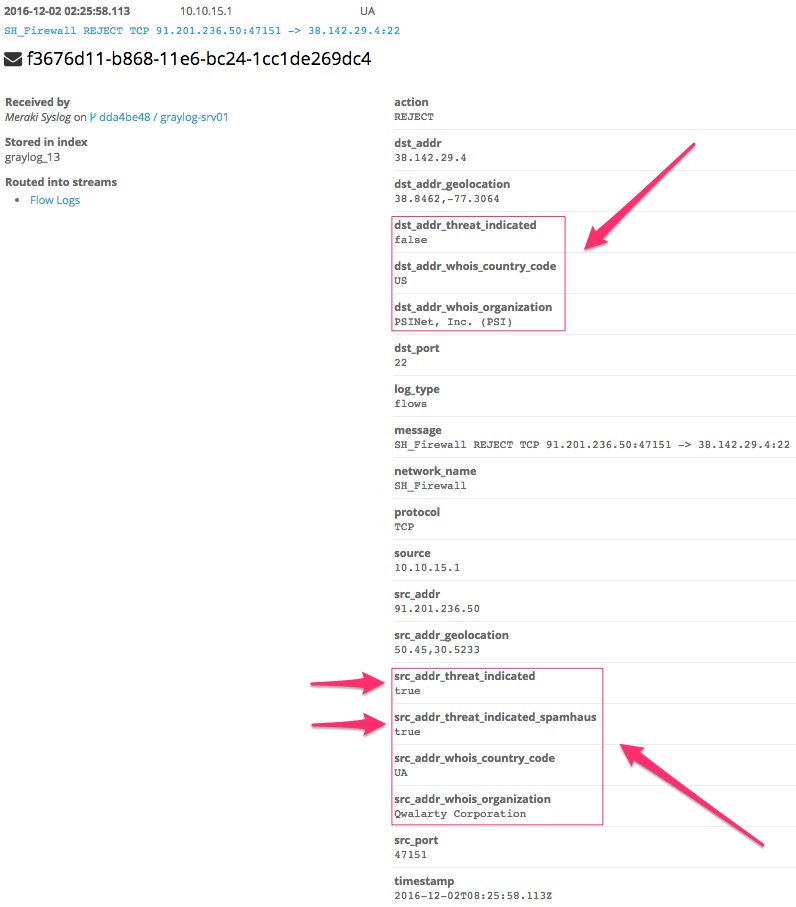 2016-12-02 02:25:58.113 10.10.15.1 UA
SH_Firewall REJECT TCP 91.201.236.50:47151 -> 38.142.29.4:22
f3676d11-b868-11e6-bc24-1cc1de269dc4
Received by
Meraki Syslog on dda4be48 / graylog-srv01
Stored in index
graylog_13
Routed into streams
• Flow Logs
action
REJECT
dst_addr
38.142.29.4
dst_addr_geolocation
38.8462,-77.3064
dst_addr_threat_indicated
false
dst_addr_whois_country_code
US
dst_addr_whois_organization
PSINet, Inc. (PSI)
dst_port
22
log_type
flows
message
SH_Firewall REJECT TCP 91.201.236.50:47151 -> 38.142.29.4:22
network_name
SH_Firewall
protocol
TCP
source
10.10.15.1
src_addr
91.201.236.50
src_addr_geolocation
50.45,30.5233
src_addr_threat_indicated
true
src_addr_threat_indicated_spamhaus
true
src_addr_whois_country_code
UA
src_addr_whois_organization
Qwalarty Corporation
src_port
47151
timestamp
2016-12-02T08:25:58.113Z